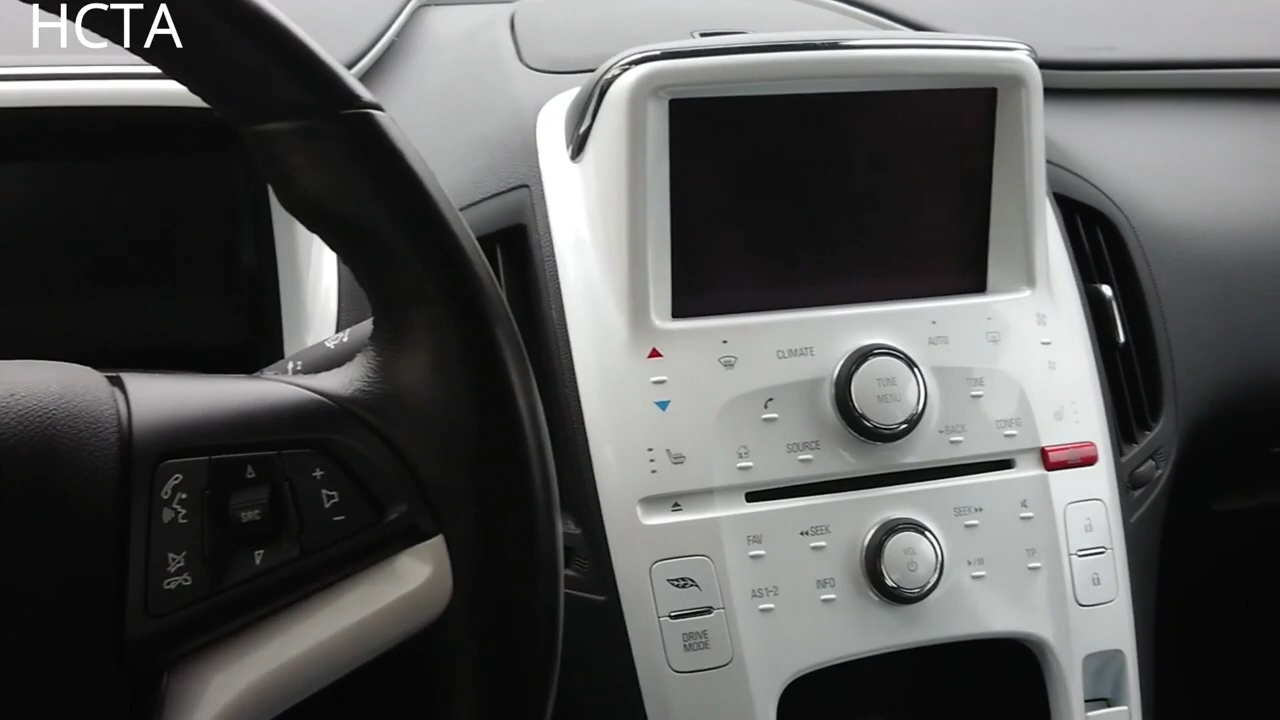 HCTA
CLIMATE
AUTO
TUNE
MENU
TONE
BACK
CONFIG
SOURCE
SRC
FAV
SEEK
SEEK
VOL
AS 1-2
INFO
TP
DRIVE
MODE